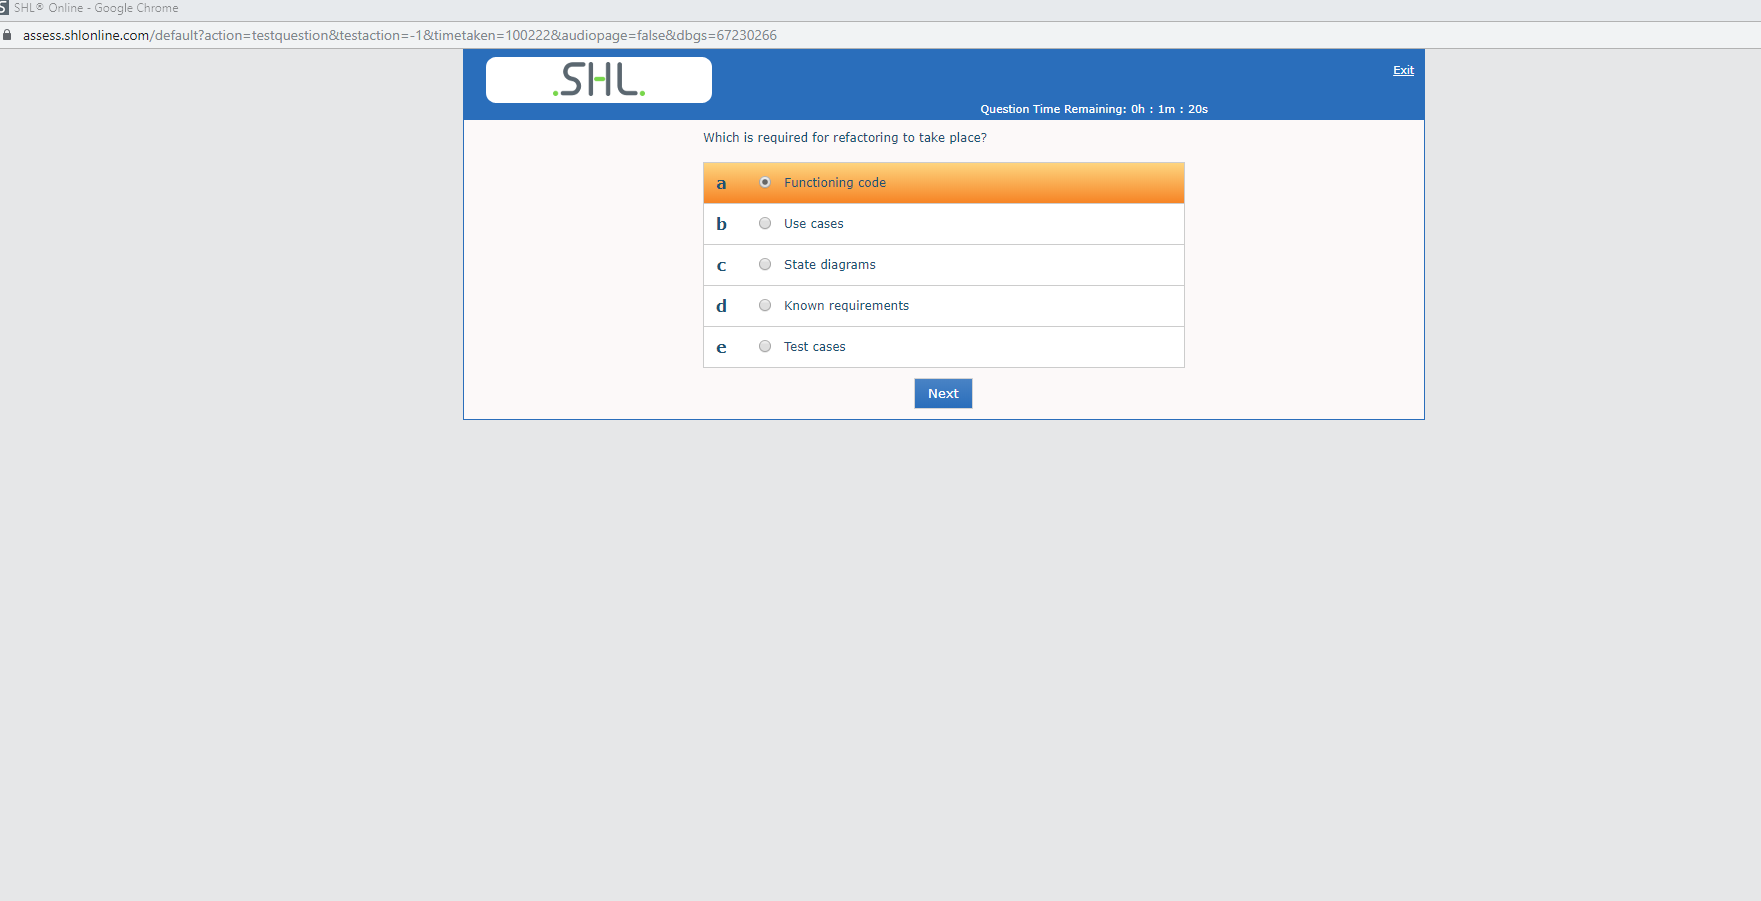 SHL® Online - Google Chrome
assess.shlonline.com/default?action=testquestion&testaction=-1&timetaken=100222&audiopage=false&dbgs=67230266
.SHL.
Exit
Question Time Remaining: 0h : 1m : 20s
Which is required for refactoring to take place?
a Functioning code
b Use cases
c State diagrams
d Known requirements
e Test cases
Next